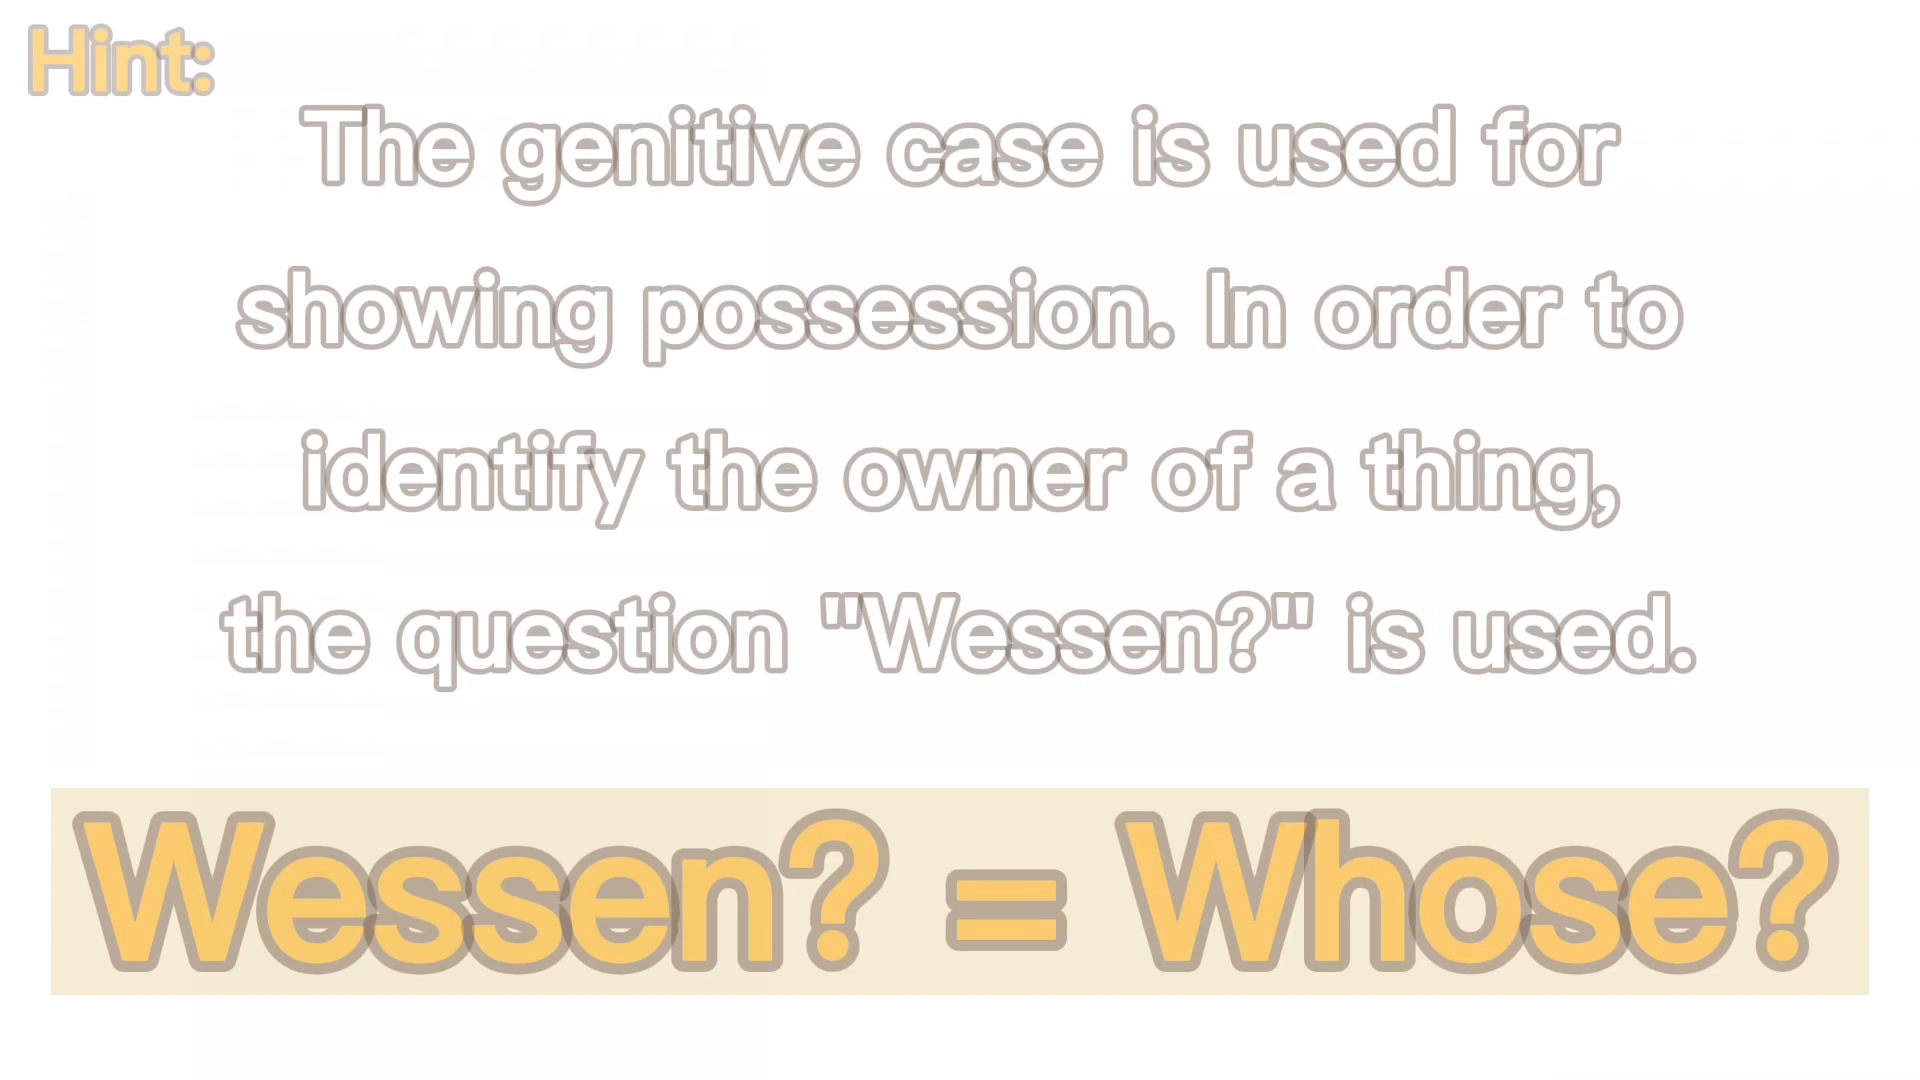 Hint:
The genitive case is used for
showing possession. In order to
identify the owner of a thing,
the question "Wessen?" is used.
Wessen? = Whose?